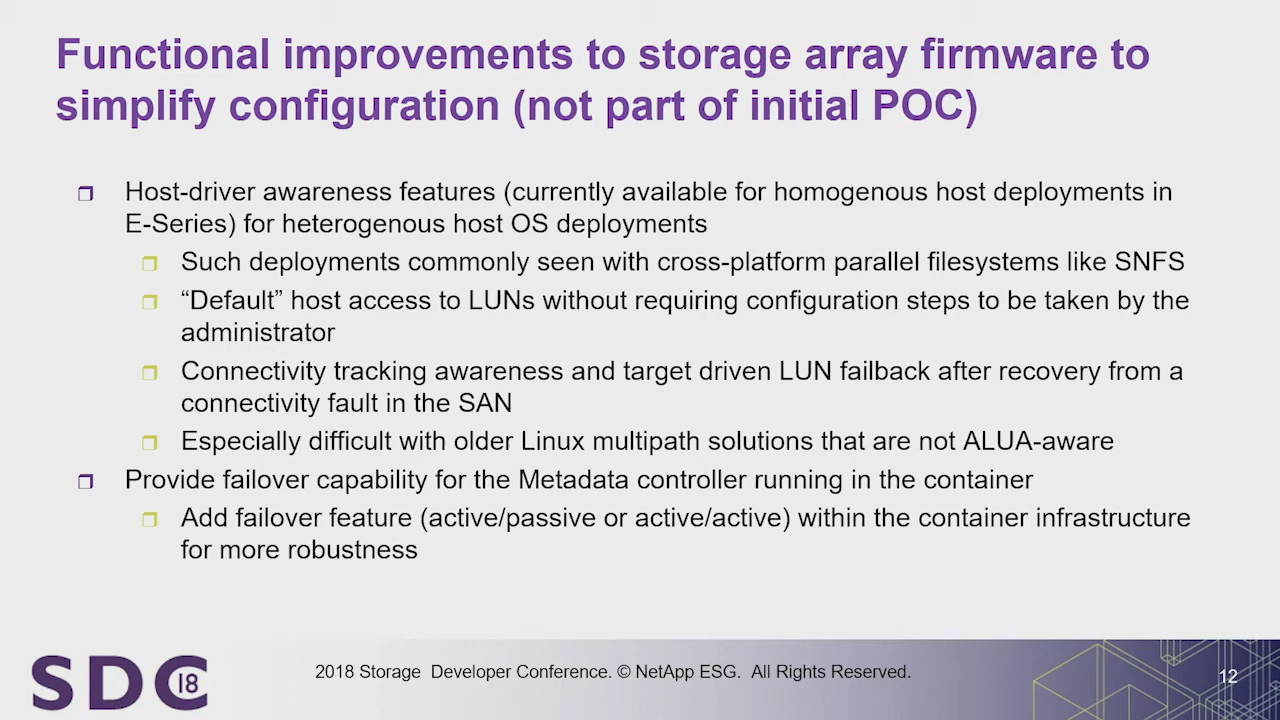 Functional improvements to storage array firmware to
simplify configuration (not part of initial POC)
Host-driver awareness features (currently available for homogenous host deployments in
E-Series) for heterogenous host OS deployments
Such deployments commonly seen with cross-platform parallel filesystems like SNFS
“Default” host access to LUNs without requiring configuration steps to be taken by the
administrator
Connectivity tracking awareness and target driven LUN failback after recovery from a
connectivity fault in the SAN
Especially difficult with older Linux multipath solutions that are not ALUA-aware
Provide failover capability for the Metadata controller running in the container
Add failover feature (active/passive or active/active) within the container infrastructure
for more robustness
SDC 18
2018 Storage Developer Conference. © NetApp ESG. All Rights Reserved.
12